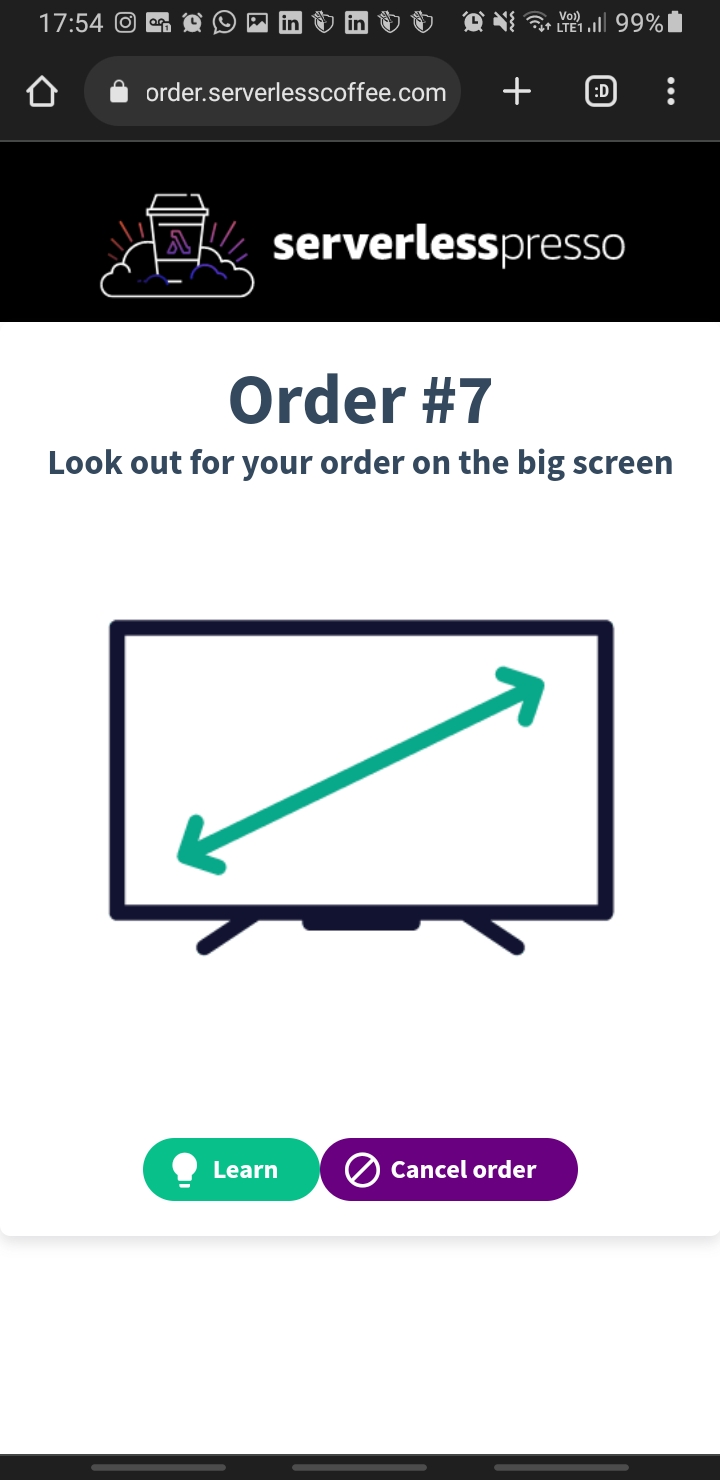 17:54 Vo)) LTE1 99%
order.serverlesscoffee.com :D
serverlesspresso
Order #7
Look out for your order on the big screen
Learn Cancel order